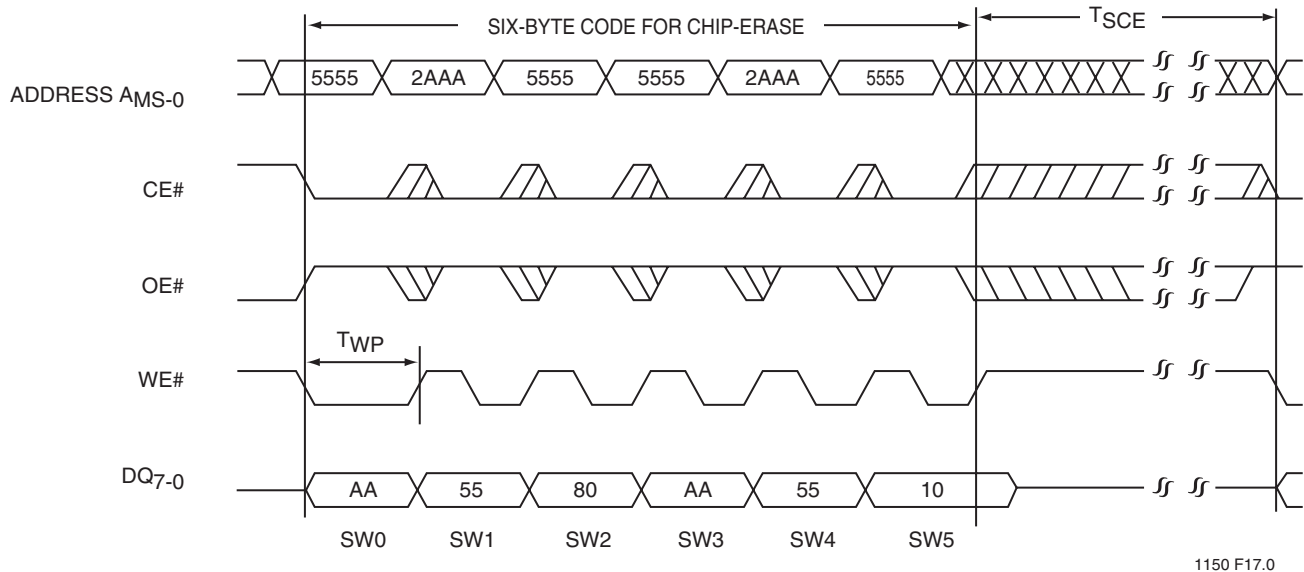 SIX-BYTE CODE FOR CHIP-ERASE TSCE
ADDRESS AMS-0 5555 2AAA 5555 5555 2AAA 5555
CE#
OE#
TWP
WE#
DQ7-0 AA 55 80 AA 55 10
SW0 SW1 SW2 SW3 SW4 SW5
1150 F17.0